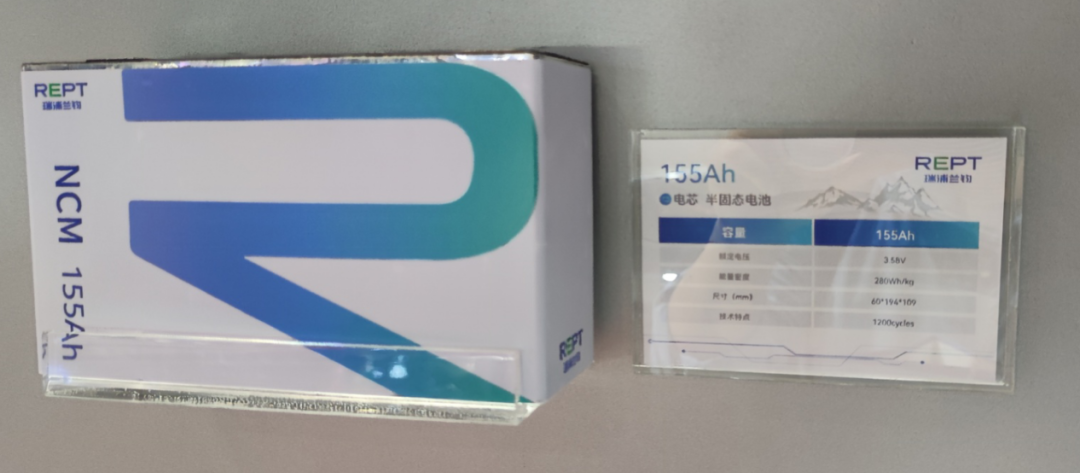 REPT
瑞浦兰钧
NCM 155Ah
REPT
瑞浦兰钧
155Ah
REPT
瑞浦兰钧
电芯 半固态电池
容量 155Ah
额定电压 3.58V
能量密度 280Wh/kg
尺寸（mm） 60*194*109
技术特点 1200cycles